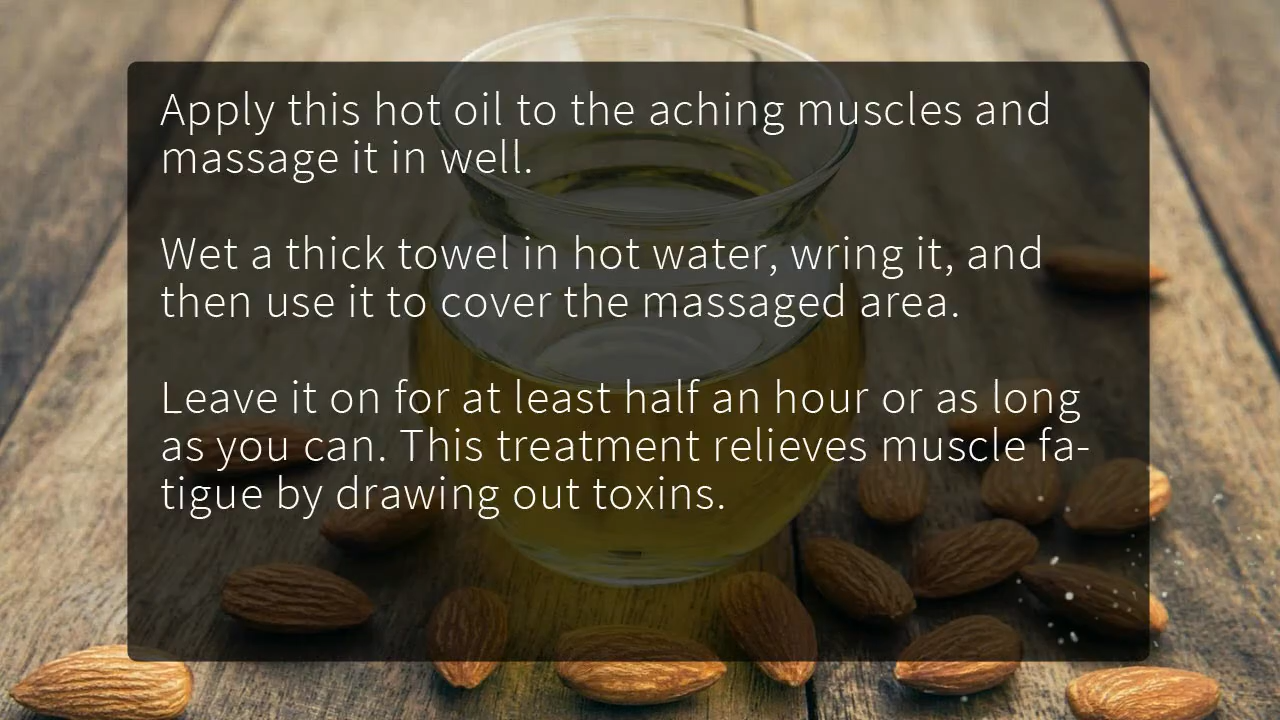 Apply this hot oil to the aching muscles and
massage it in well.
Wet a thick towel in hot water, wring it, and
then use it to cover the massaged area.
Leave it on for at least half an hour or as long
as you can. This treatment relieves muscle fa-
tigue by drawing out toxins.